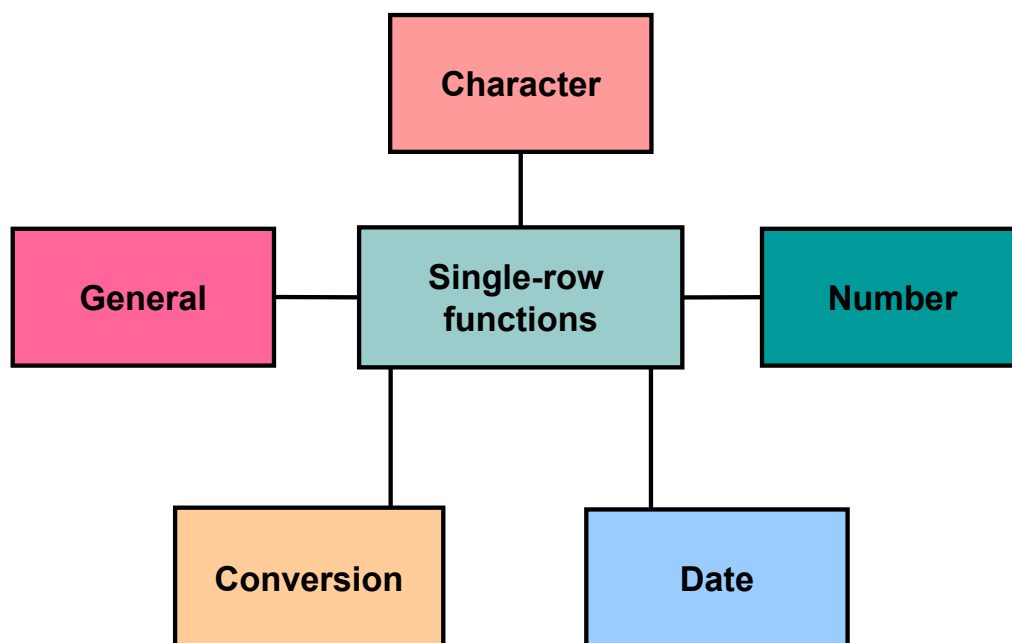 Character
General
Single-row
functions
Number
Conversion
Date